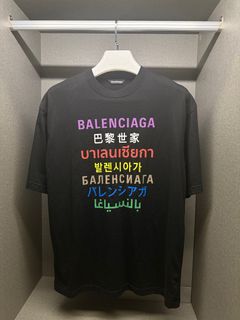 BALENCIAGA
巴黎世家
บาเลนเซียกา
발렌시아가
БАЛЕНСИАГА
バレンシアガ
بالنسياغا